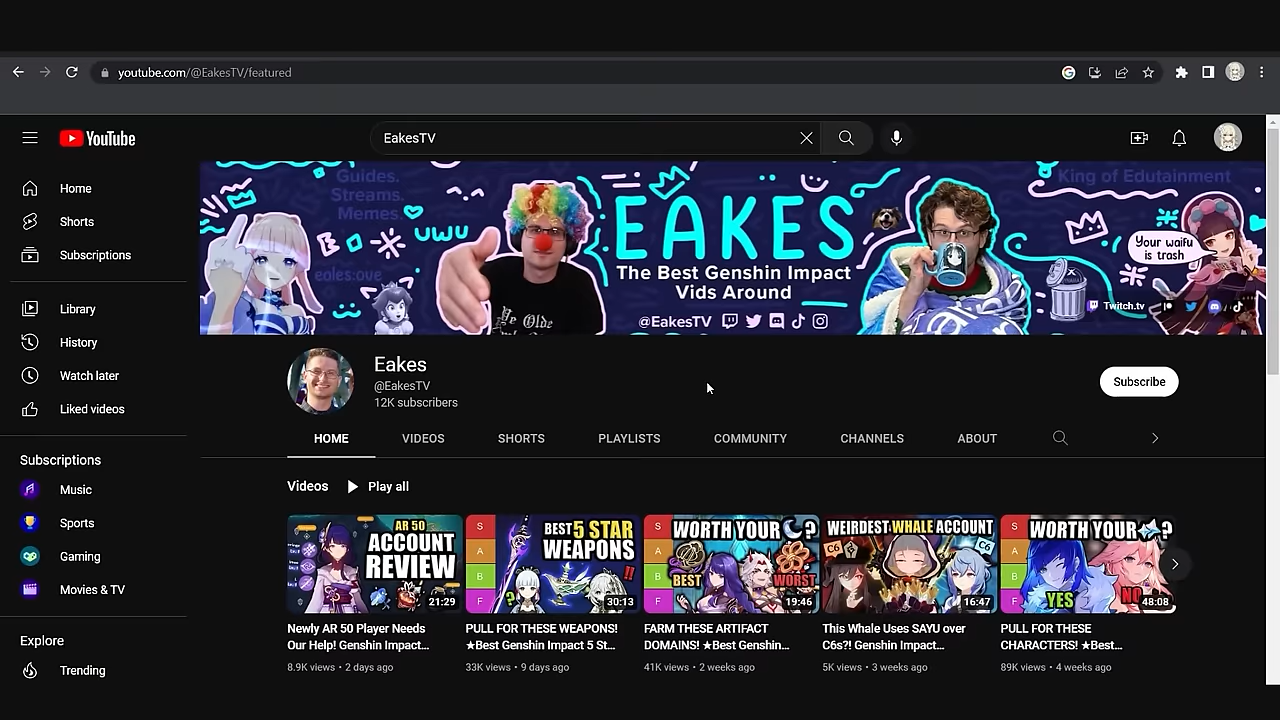 youtube.com/@EakesTV/featured
YouTube
EakesTV
Home
Shorts
Subscriptions
Library
History
Watch later
Liked videos
Subscriptions
Music
Sports
Gaming
Movies & TV
Explore
Trending
Guides.
Streams.
Memes.
UWU
EAKES
The Best Genshin Impact
Vids Around
@EakesTV
King of Edutainment
Your waifu
is trash
Twitch.tv
Ye Olde
Eakes
@EakesTV
12K subscribers
Subscribe
HOME
VIDEOS
SHORTS
PLAYLISTS
COMMUNITY
CHANNELS
ABOUT
Videos
Play all
AR 50
ACCOUNT
REVIEW
21:29
Newly AR 50 Player Needs
Our Help! Genshin Impact...
8.9K views • 2 days ago
S
A
B
F
BEST 5 STAR
WEAPONS
?
!!
30:13
PULL FOR THESE WEAPONS!
★Best Genshin Impact 5 St...
33K views • 9 days ago
S
A
B
F
WORTH YOUR ?
BEST
WORST
19:46
FARM THESE ARTIFACT
DOMAINS! ★Best Genshin...
41K views • 2 weeks ago
WEIRDEST WHALE ACCOUNT
C6
C6
16:47
This Whale Uses SAYU over
C6s?! Genshin Impact...
5K views • 3 weeks ago
S
A
B
F
WORTH YOUR ?
YES
NO
48:08
PULL FOR THESE
CHARACTERS! ★Best...
89K views • 4 weeks ago